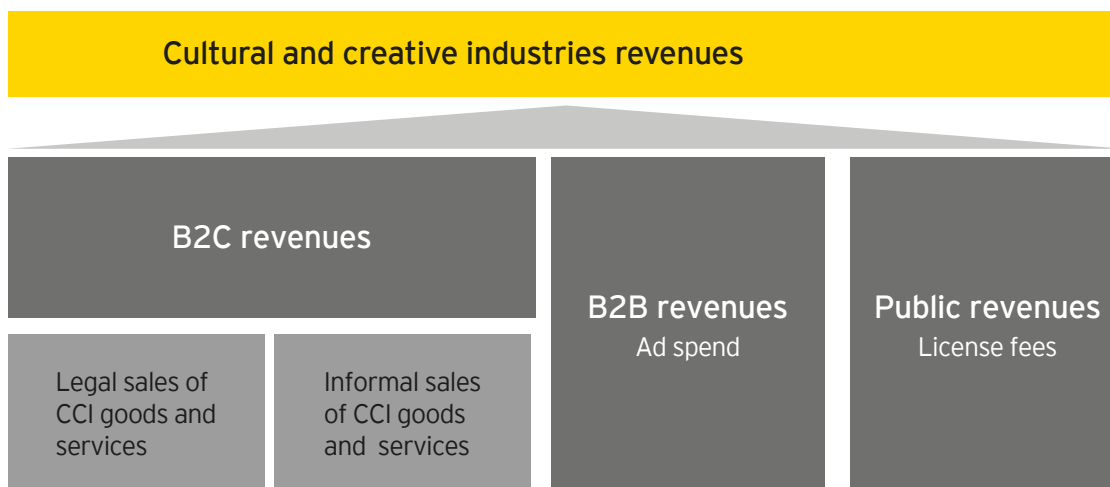 Cultural and creative industries revenues
B2C revenues
Legal sales of
CCI goods and
services
Informal sales
of CCI goods
and services
B2B revenues
Ad spend
Public revenues
License fees